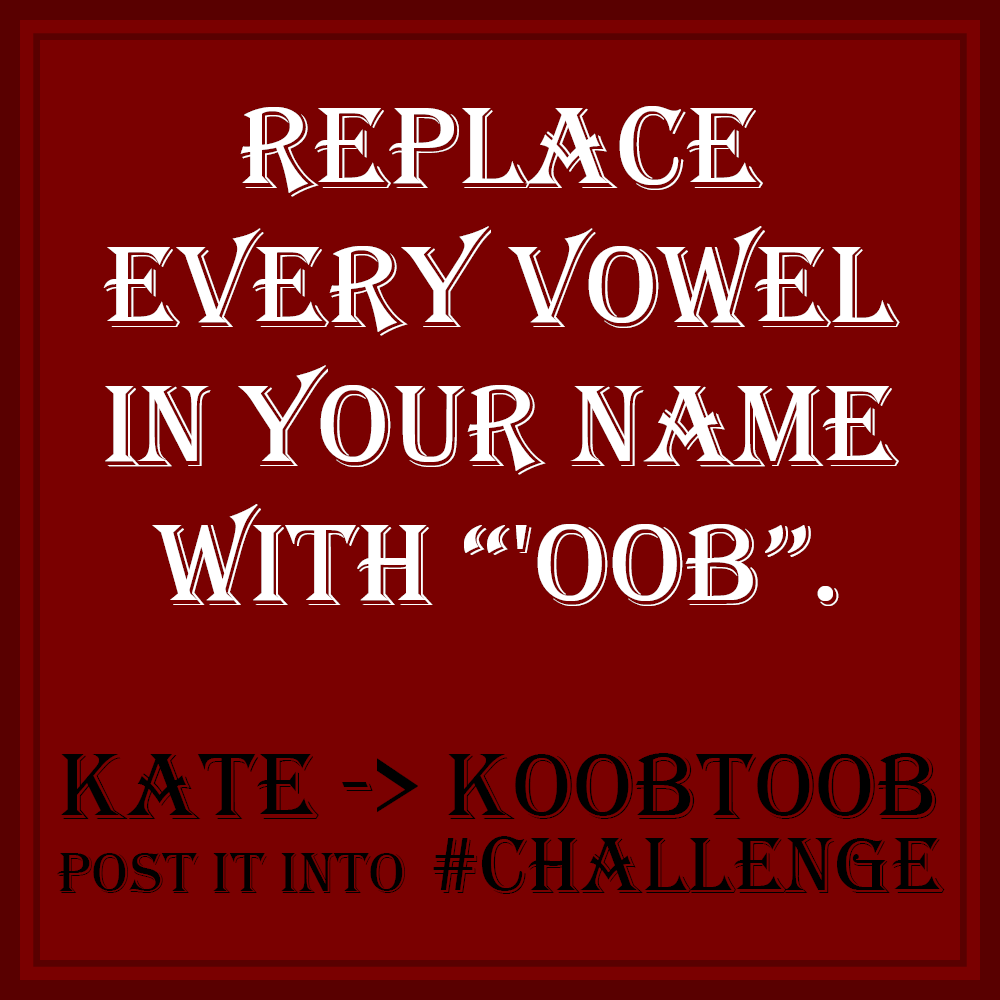 REPLACE
EVERY VOWEL
IN YOUR NAME
WITH “'OOB”.
KATE -> KOOBTOOB
POST IT INTO #CHALLENGE